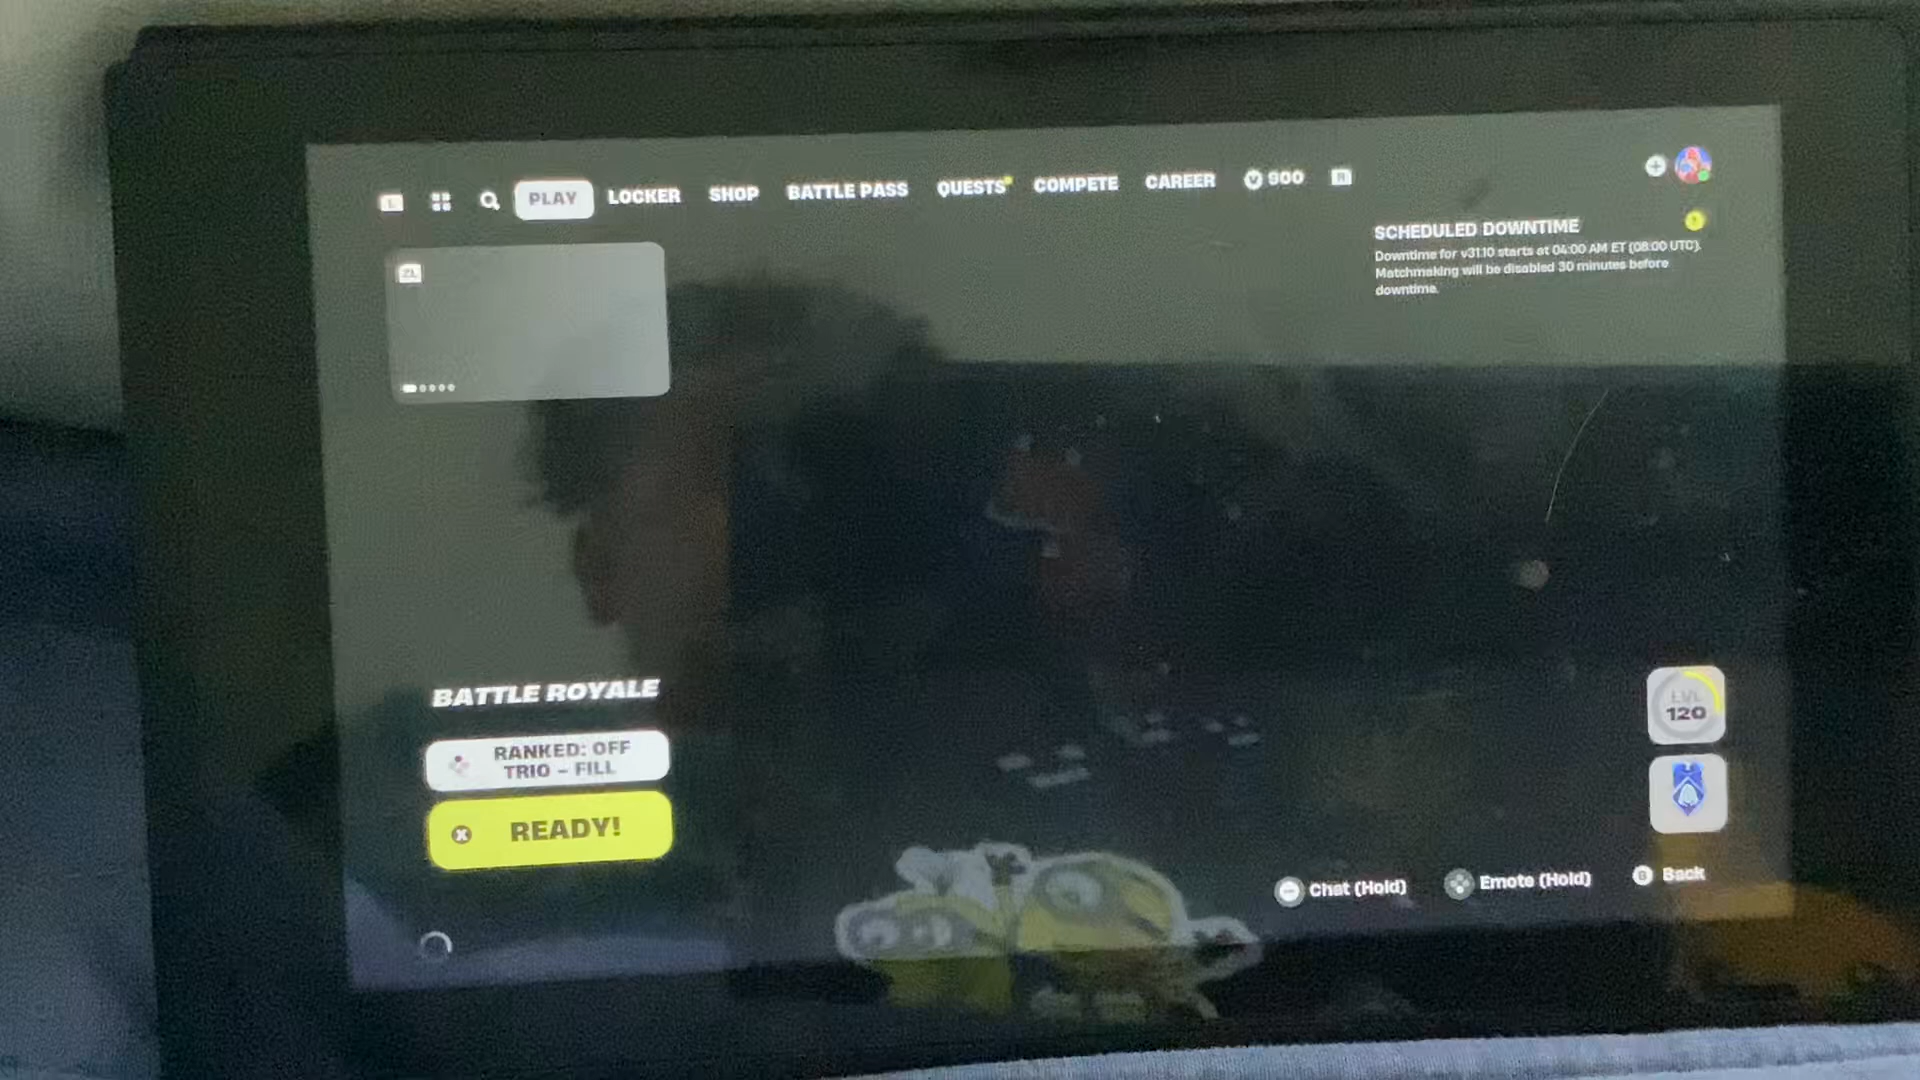 L
PLAY
LOCKER
SHOP
BATTLE PASS
QUESTS
COMPETE
CAREER
900
R
SCHEDULED DOWNTIME
Downtime for v31.10 starts at 04:00 AM ET (08:00 UTC).
Matchmaking will be disabled 30 minutes before
downtime.
ZL
BATTLE ROYALE
RANKED: OFF
TRIO - FILL
X
READY!
LVL
120
Chat (Hold)
Emote (Hold)
B
Back